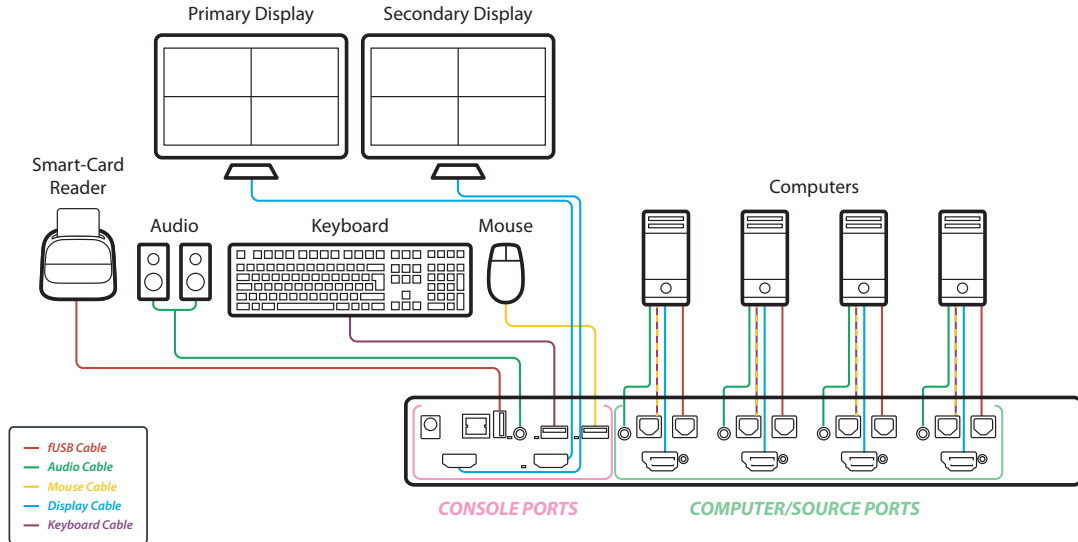 Primary Display
Secondary Display
Smart-Card
Reader
Audio
Keyboard
Mouse
Computers
fUSB Cable
Audio Cable
Mouse Cable
Display Cable
Keyboard Cable
CONSOLE PORTS
COMPUTER/SOURCE PORTS